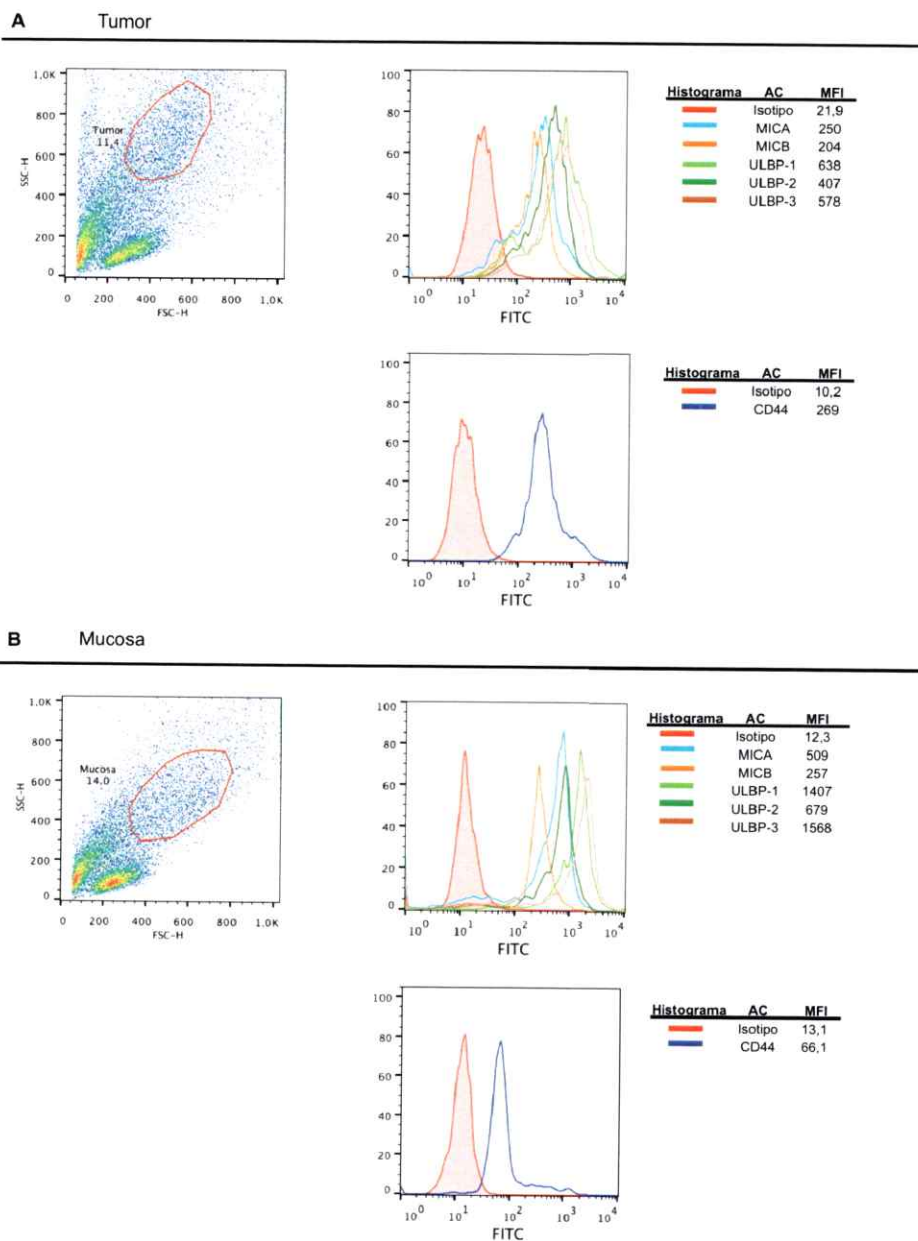 A Tumor
1,0K
800
600
400
200
0
SSC-H
Tumor
11,4
0 200 400 600 800 1,0K
FSC-H
100
80
60
40
20
0
10^0 10^1 10^2 10^3 10^4
FITC
Histograma AC MFI
Isotipo 21,9
MICA 250
MICB 204
ULBP-1 638
ULBP-2 407
ULBP-3 578
100
80
60
40
20
0
10^0 10^1 10^2 10^3 10^4
FITC
Histograma AC MFI
Isotipo 10,2
CD44 269
B Mucosa
1,0K
800
600
400
200
0
SSC-H
Mucosa
14,0
0 200 400 600 800 1,0K
FSC-H
100
80
60
40
20
0
10^0 10^1 10^2 10^3 10^4
FITC
Histograma AC MFI
Isotipo 12,3
MICA 509
MICB 257
ULBP-1 1407
ULBP-2 679
ULBP-3 1568
100
80
60
40
20
0
10^0 10^1 10^2 10^3 10^4
FITC
Histograma AC MFI
Isotipo 13,1
CD44 66,1